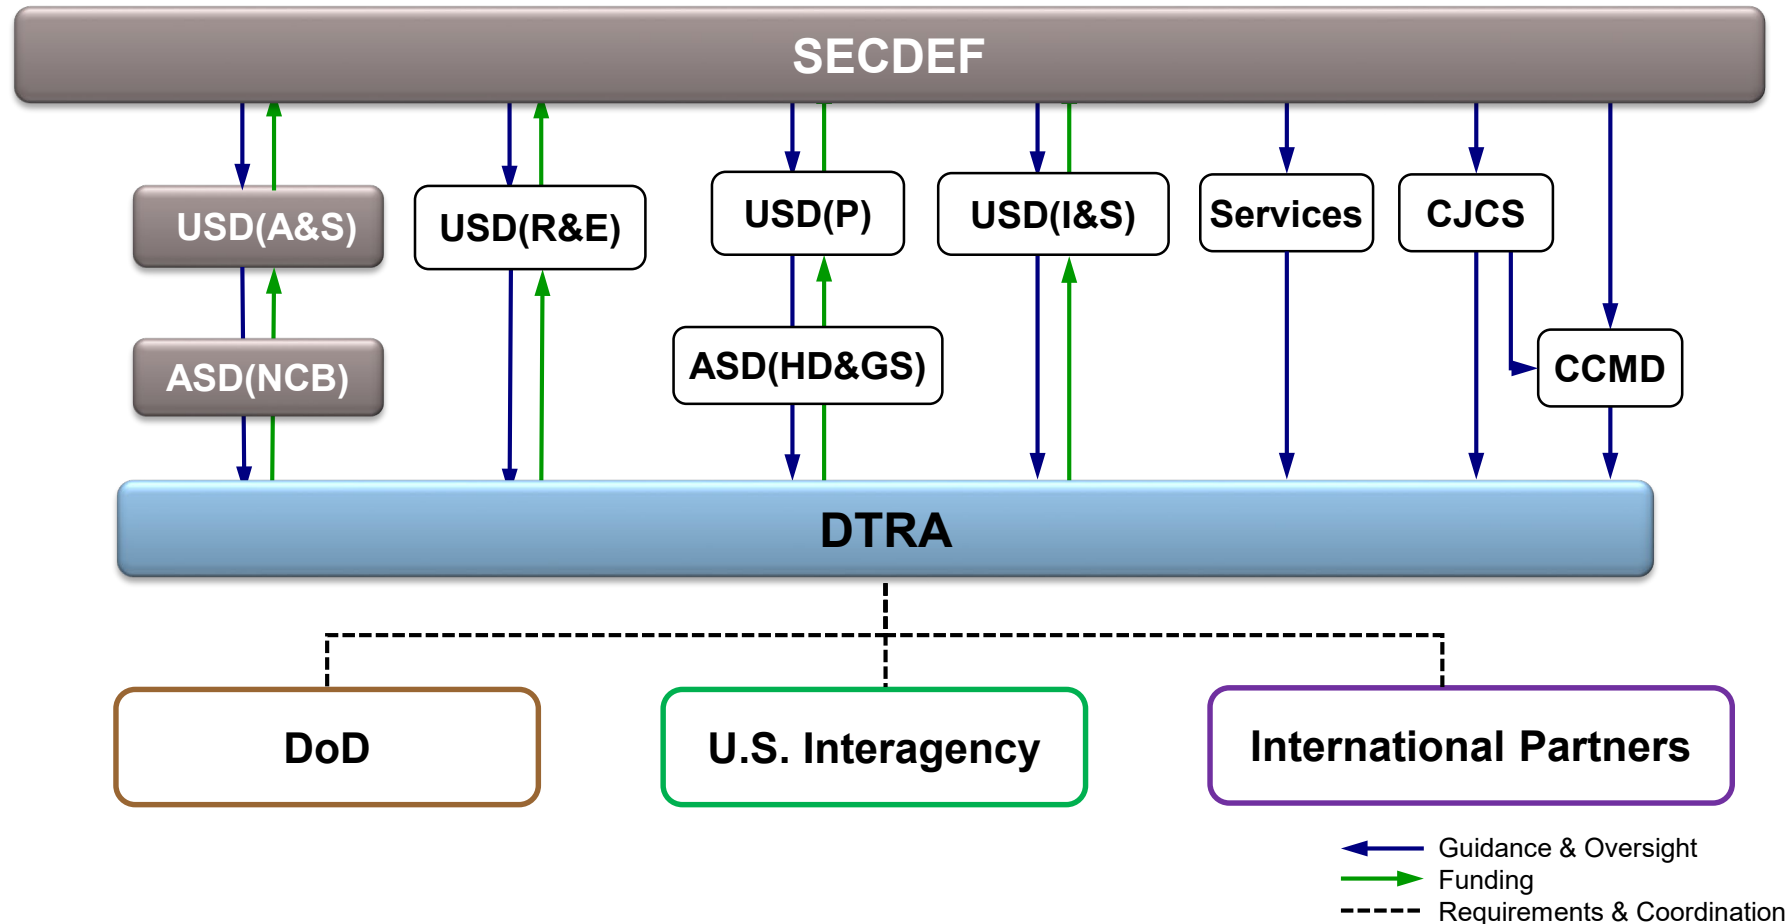 SECDEF
USD(A&S)
USD(R&E)
USD(P)
USD(I&S)
Services
CJCS
ASD(NCB)
ASD(HD&GS)
CCMD
DTRA
DoD
U.S. Interagency
International Partners
Guidance & Oversight
Funding
Requirements & Coordination